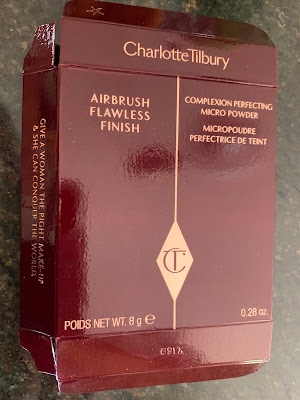 CharlotteTilbury
AIRBRUSH
FLAWLESS
FINISH
COMPLEXION PERFECTING
MICRO POWDER
MICROPOUDRE
PERFECTRICE DE TEINT
GIVE A WOMAN THE RIGHT MAKE-UP
& SHE CAN CONQUER THE WORLD
CT
POIDS NET WT. 8 g ℮
0.28 oz.